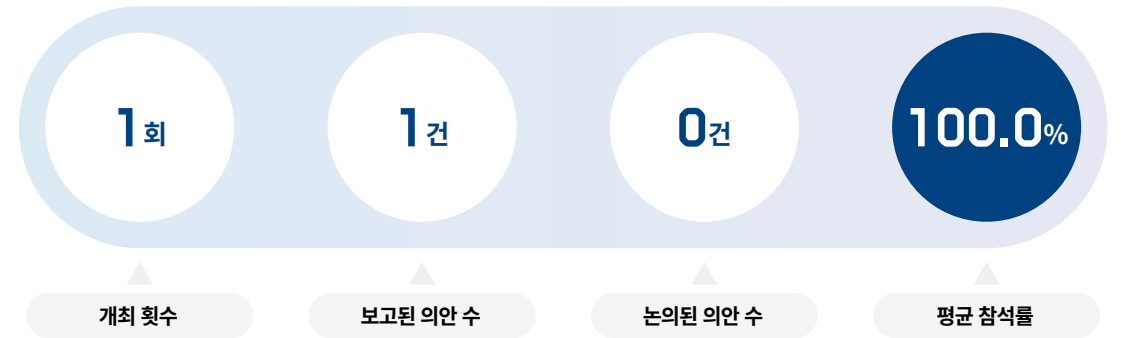 1회
1건
0건
100.0%
개최 횟수
보고된 의안 수
논의된 의안 수
평균 참석률